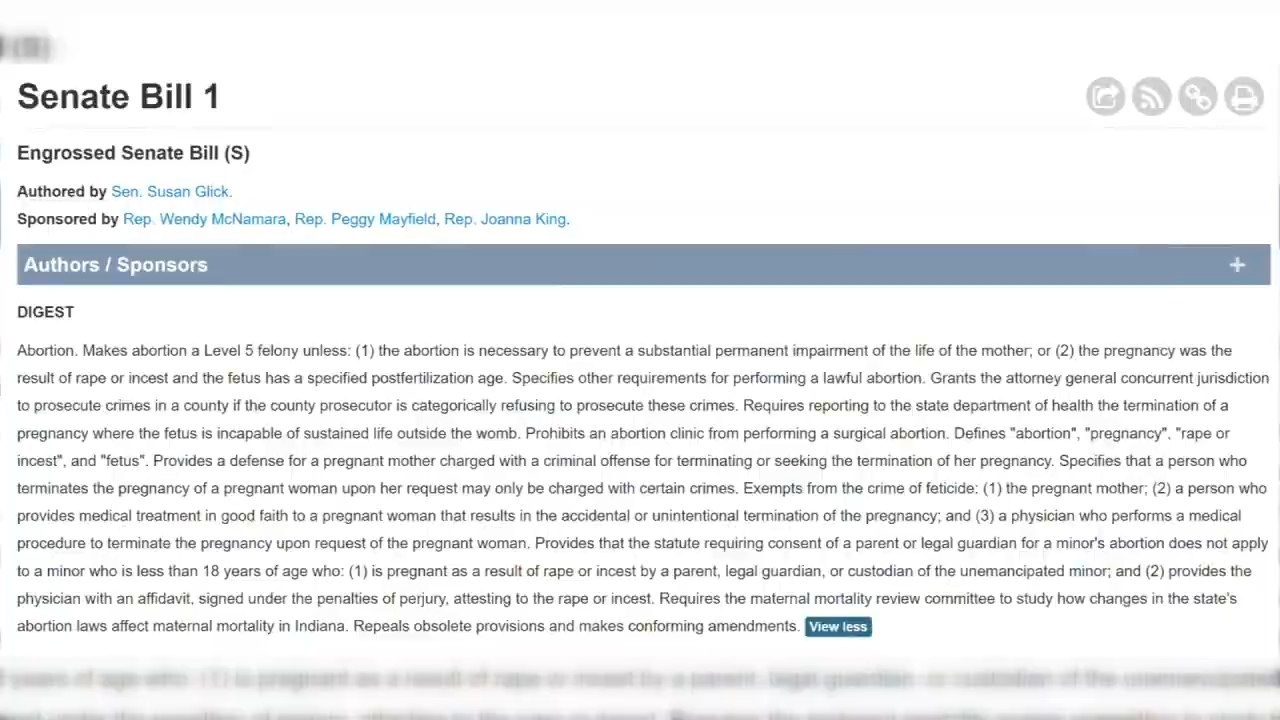 Senate Bill 1
Engrossed Senate Bill (S)
Authored by Sen. Susan Glick.
Sponsored by Rep. Wendy McNamara, Rep. Peggy Mayfield, Rep. Joanna King.
Authors / Sponsors +
DIGEST
Abortion. Makes abortion a Level 5 felony unless: (1) the abortion is necessary to prevent a substantial permanent impairment of the life of the mother; or (2) the pregnancy was the
result of rape or incest and the fetus has a specified postfertilization age. Specifies other requirements for performing a lawful abortion. Grants the attorney general concurrent jurisdiction
to prosecute crimes in a county if the county prosecutor is categorically refusing to prosecute these crimes. Requires reporting to the state department of health the termination of a
pregnancy where the fetus is incapable of sustained life outside the womb. Prohibits an abortion clinic from performing a surgical abortion. Defines "abortion", "pregnancy", "rape or
incest", and "fetus". Provides a defense for a pregnant mother charged with a criminal offense for terminating or seeking the termination of her pregnancy. Specifies that a person who
terminates the pregnancy of a pregnant woman upon her request may only be charged with certain crimes. Exempts from the crime of feticide: (1) the pregnant mother; (2) a person who
provides medical treatment in good faith to a pregnant woman that results in the accidental or unintentional termination of the pregnancy; and (3) a physician who performs a medical
procedure to terminate the pregnancy upon request of the pregnant woman. Provides that the statute requiring consent of a parent or legal guardian for a minor's abortion does not apply
to a minor who is less than 18 years of age who: (1) is pregnant as a result of rape or incest by a parent, legal guardian, or custodian of the unemancipated minor; and (2) provides the
physician with an affidavit, signed under the penalties of perjury, attesting to the rape or incest. Requires the maternal mortality review committee to study how changes in the state's
abortion laws affect maternal mortality in Indiana. Repeals obsolete provisions and makes conforming amendments. View less